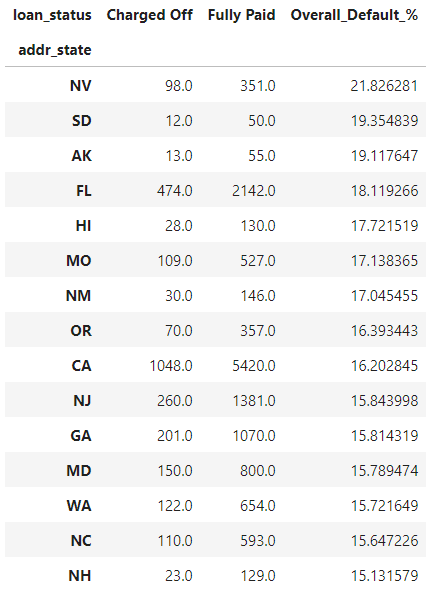 loan_status Charged Off Fully Paid Overall_Default_%
addr_state
NV 98.0 351.0 21.826281
SD 12.0 50.0 19.354839
AK 13.0 55.0 19.117647
FL 474.0 2142.0 18.119266
HI 28.0 130.0 17.721519
MO 109.0 527.0 17.138365
NM 30.0 146.0 17.045455
OR 70.0 357.0 16.393443
CA 1048.0 5420.0 16.202845
NJ 260.0 1381.0 15.843998
GA 201.0 1070.0 15.814319
MD 150.0 800.0 15.789474
WA 122.0 654.0 15.721649
NC 110.0 593.0 15.647226
NH 23.0 129.0 15.131579